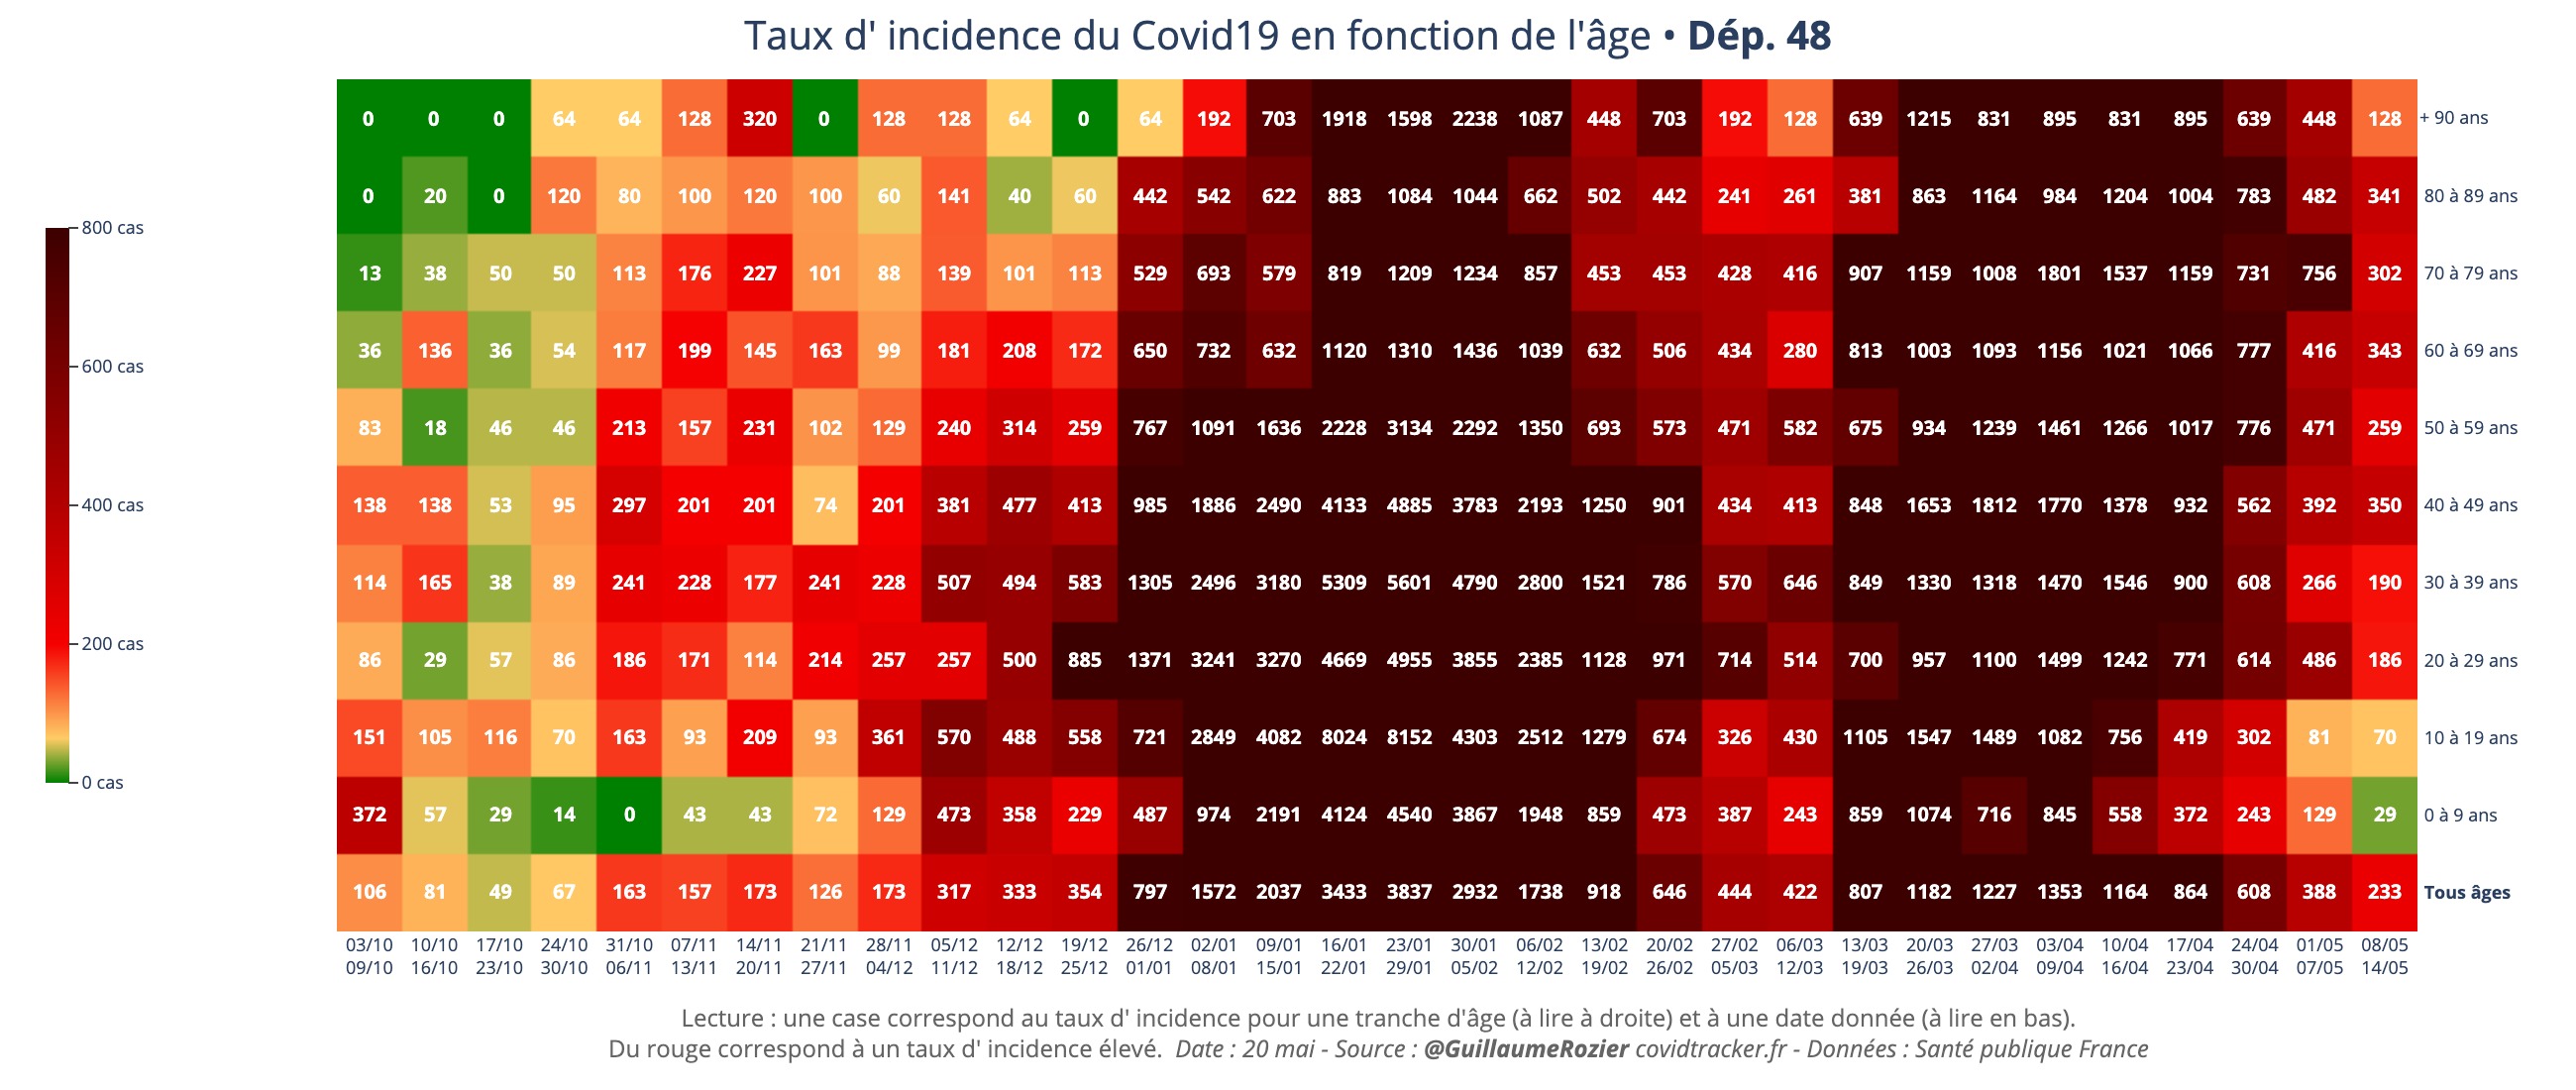 Taux d' incidence du Covid19 en fonction de l'âge • Dép. 48
800 cas
600 cas
400 cas
200 cas
0 cas
0 0 0 64 64 128 320 0 128 128 64 0 64 192 703 1918 1598 2238 1087 448 703 192 128 639 1215 831 895 831 895 639 448 128 + 90 ans
0 20 0 120 80 100 120 100 60 141 40 60 442 542 622 883 1084 1044 662 502 442 241 261 381 863 1164 984 1204 1004 783 482 341 80 à 89 ans
13 38 50 50 113 176 227 101 88 139 101 113 529 693 579 819 1209 1234 857 453 453 428 416 907 1159 1008 1801 1537 1159 731 756 302 70 à 79 ans
36 136 36 54 117 199 145 163 99 181 208 172 650 732 632 1120 1310 1436 1039 632 506 434 280 813 1003 1093 1156 1021 1066 777 416 343 60 à 69 ans
83 18 46 46 213 157 231 102 129 240 314 259 767 1091 1636 2228 3134 2292 1350 693 573 471 582 675 934 1239 1461 1266 1017 776 471 259 50 à 59 ans
138 138 53 95 297 201 201 74 201 381 477 413 985 1886 2490 4133 4885 3783 2193 1250 901 434 413 848 1653 1812 1770 1378 932 562 392 350 40 à 49 ans
114 165 38 89 241 228 177 241 228 507 494 583 1305 2496 3180 5309 5601 4790 2800 1521 786 570 646 849 1330 1318 1470 1546 900 608 266 190 30 à 39 ans
86 29 57 86 186 171 114 214 257 257 500 885 1371 3241 3270 4669 4955 3855 2385 1128 971 714 514 700 957 1100 1499 1242 771 614 486 186 20 à 29 ans
151 105 116 70 163 93 209 93 361 570 488 558 721 2849 4082 8024 8152 4303 2512 1279 674 326 430 1105 1547 1489 1082 756 419 302 81 70 10 à 19 ans
372 57 29 14 0 43 43 72 129 473 358 229 487 974 2191 4124 4540 3867 1948 859 473 387 243 859 1074 716 845 558 372 243 129 29 0 à 9 ans
106 81 49 67 163 157 173 126 173 317 333 354 797 1572 2037 3433 3837 2932 1738 918 646 444 422 807 1182 1227 1353 1164 864 608 388 233 Tous âges
03/10 10/10 17/10 24/10 31/10 07/11 14/11 21/11 28/11 05/12 12/12 19/12 26/12 02/01 09/01 16/01 23/01 30/01 06/02 13/02 20/02 27/02 06/03 13/03 20/03 27/03 03/04 10/04 17/04 24/04 01/05 08/05
09/10 16/10 23/10 30/10 06/11 13/11 20/11 27/11 04/12 11/12 18/12 25/12 01/01 08/01 15/01 22/01 29/01 05/02 12/02 19/02 26/02 05/03 12/03 19/03 26/03 02/04 09/04 16/04 23/04 30/04 07/05 14/05
Lecture : une case correspond au taux d' incidence pour une tranche d'âge (à lire à droite) et à une date donnée (à lire en bas).
Du rouge correspond à un taux d' incidence élevé. Date : 20 mai - Source : @GuillaumeRozier covidtracker.fr - Données : Santé publique France